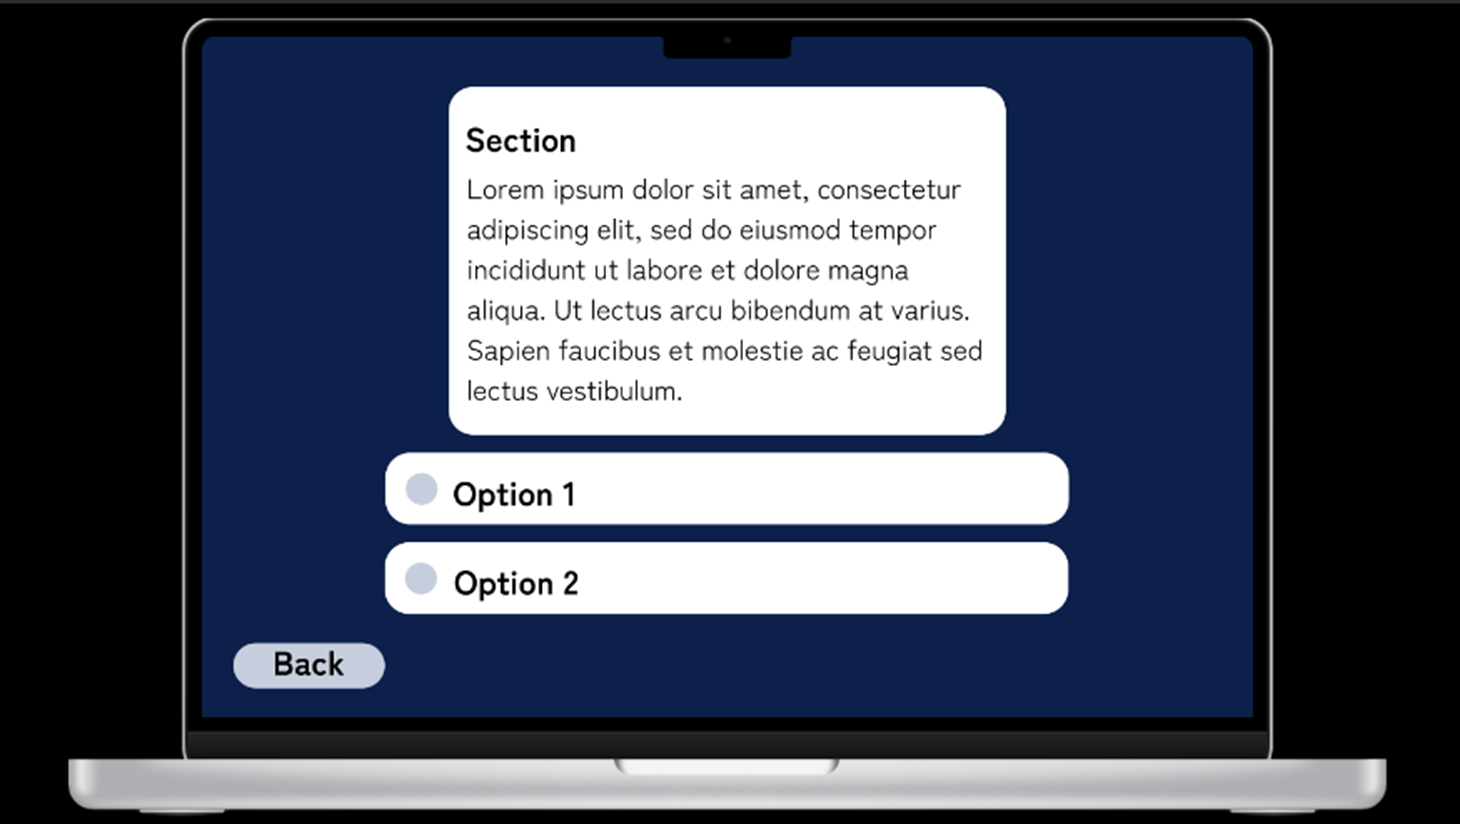 Section
Lorem ipsum dolor sit amet, consectetur
adipiscing elit, sed do eiusmod tempor
incididunt ut labore et dolore magna
aliqua. Ut lectus arcu bibendum at varius.
Sapien faucibus et molestie ac feugiat sed
lectus vestibulum.
Option 1
Option 2
Back